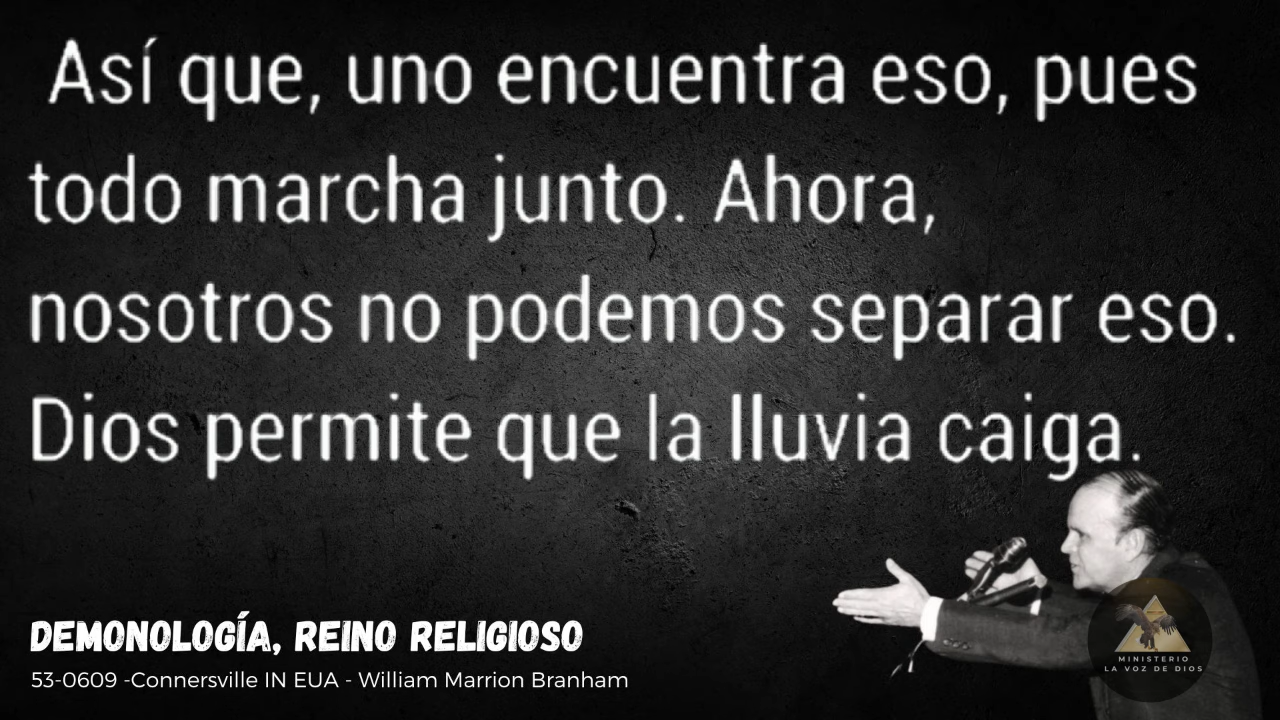 Así que, uno encuentra eso, pues
todo marcha junto. Ahora,
nosotros no podemos separar eso.
Dios permite que la lluvia caiga.
DEMONOLOGÍA, REINO RELIGIOSO
53-0609 -Connersville IN EUA - William Marrion Branham
MINISTERIO
LA VOZ DE DIOS